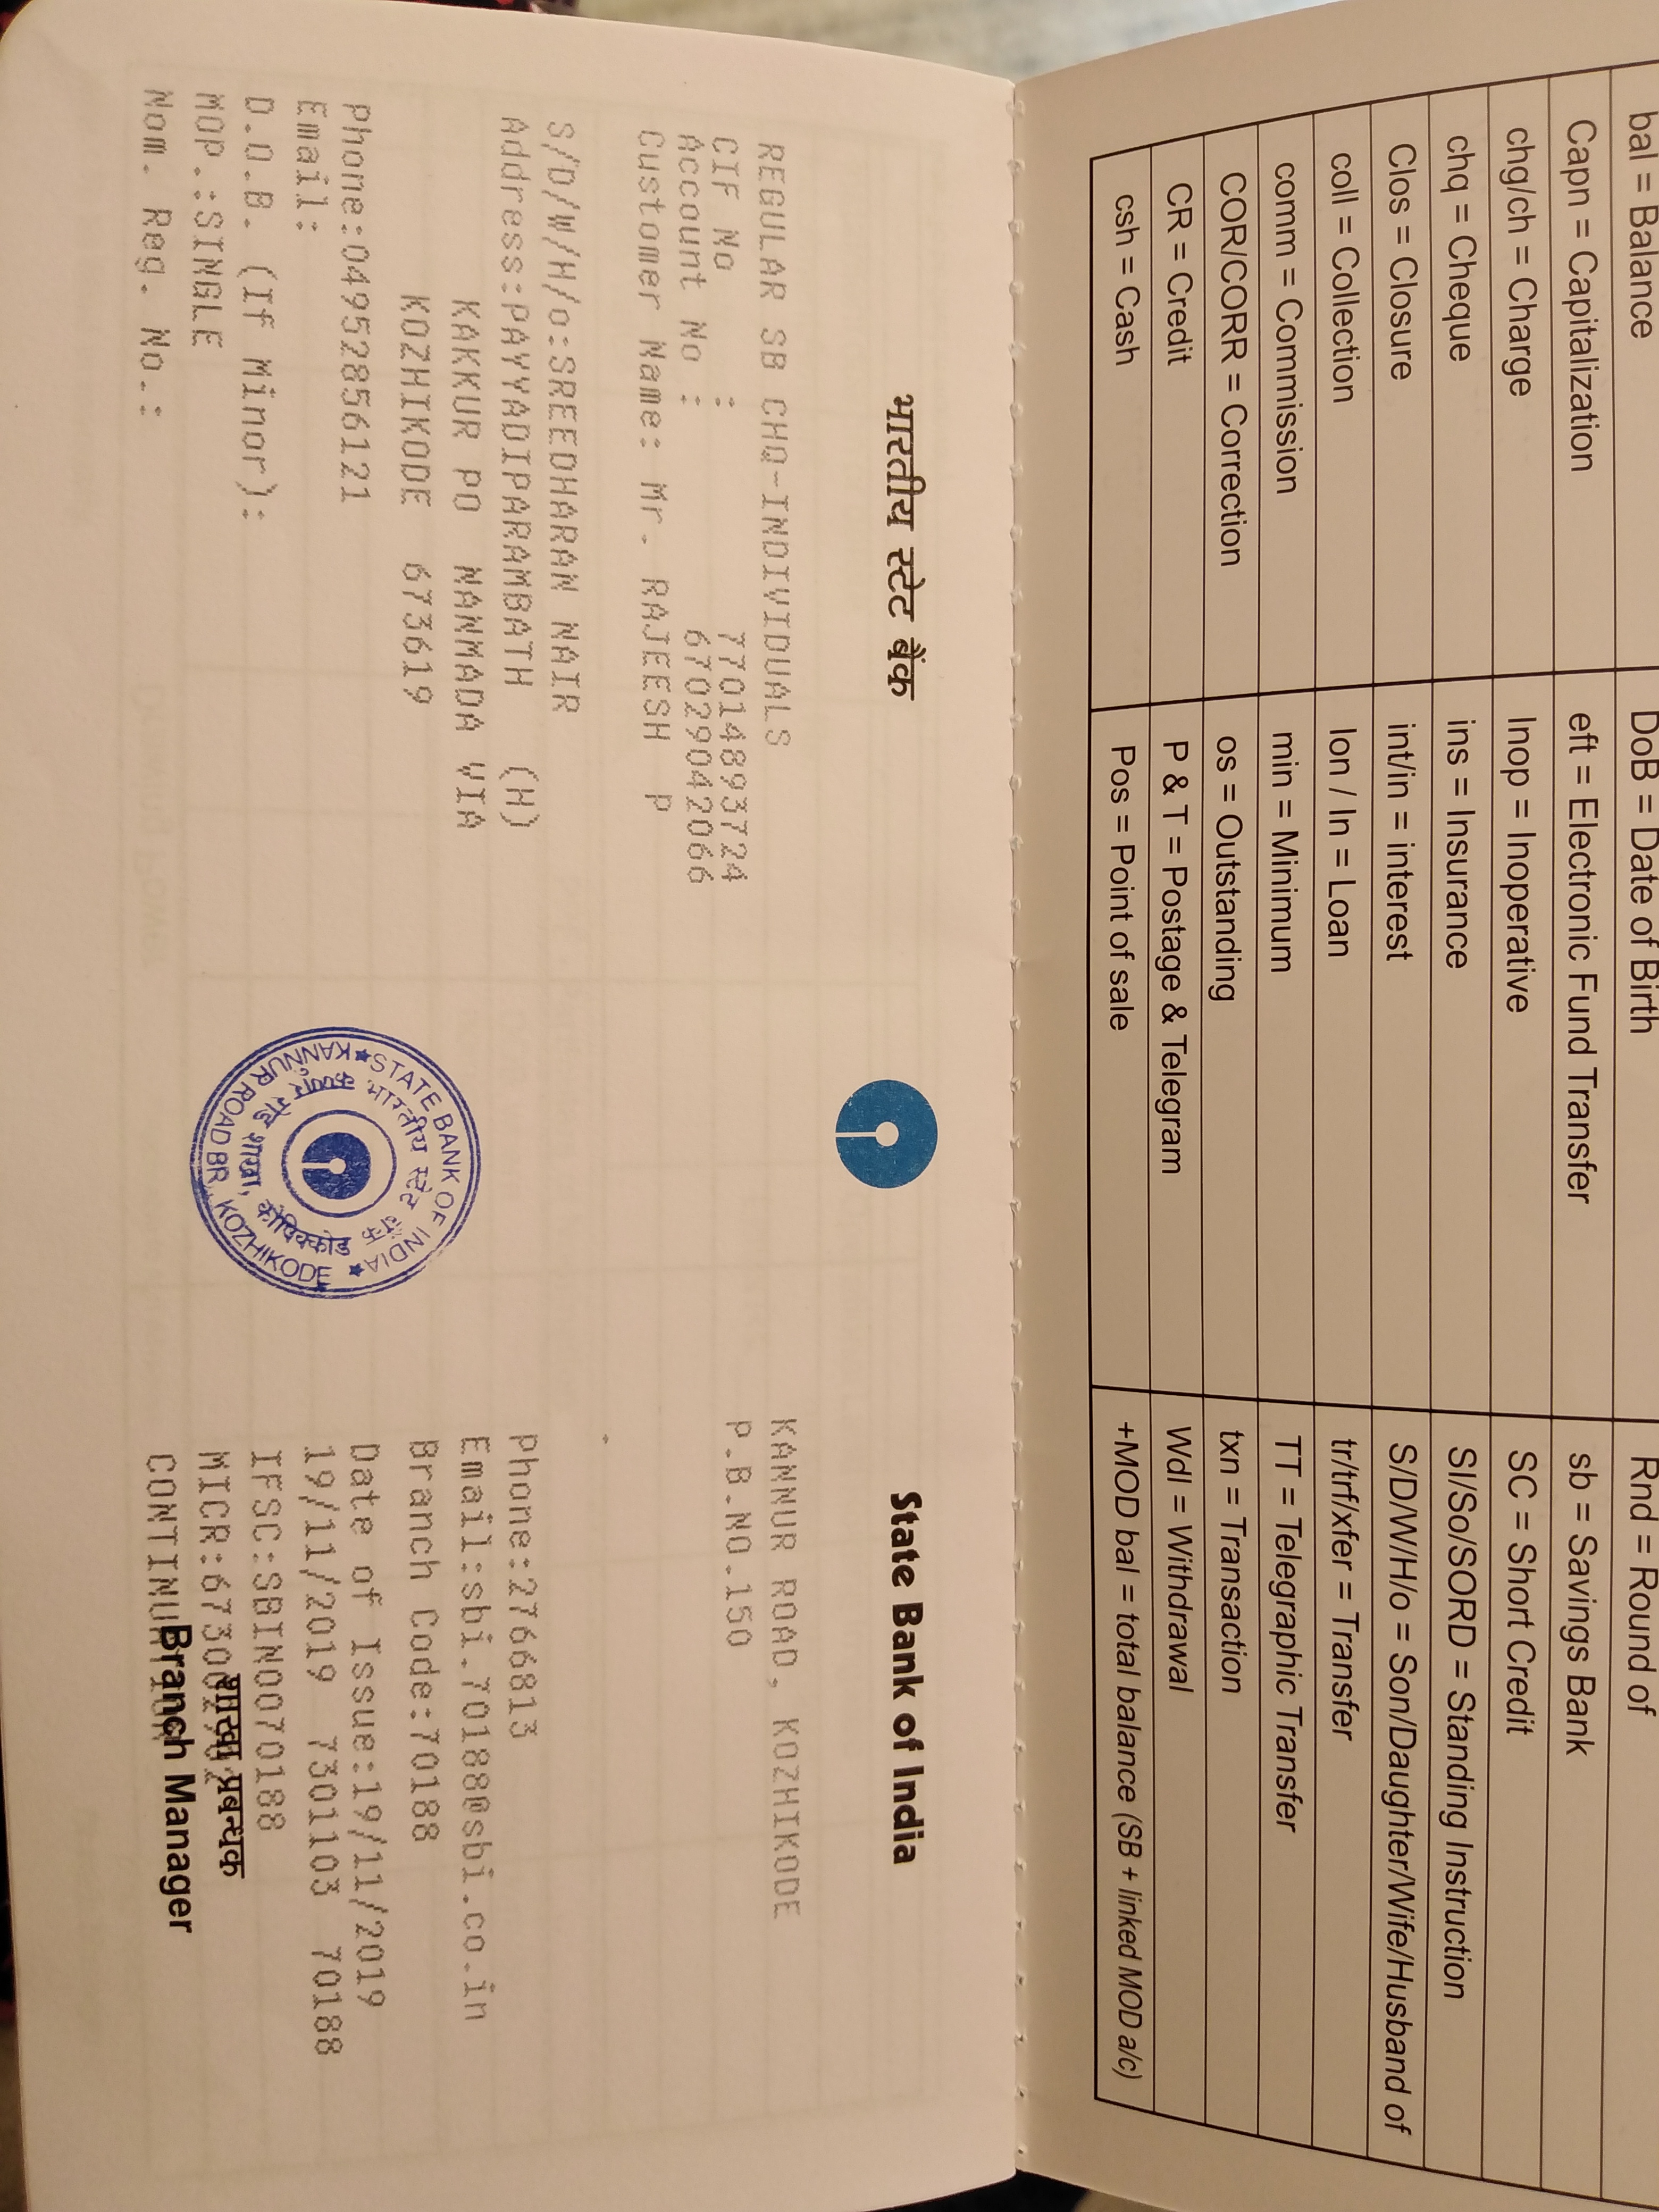 bal = Balance	DoB = Date of Birth	Rnd = Round of
Capn = Capitalization	eft = Electronic Fund Transfer	sb = Savings Bank
chg/ch = Charge	Inop = Inoperative	SC = Short Credit
chq = Cheque	ins = Insurance	SI/So/SORD = Standing Instruction
Clos = Closure	int/in = interest	S/D/W/H/o = Son/Daughter/Wife/Husband of
coll = Collection	lon / ln = Loan	tr/trf/xfer = Transfer
comm = Commission	min = Minimum	TT = Telegraphic Transfer
COR/CORR = Correction	os = Outstanding	txn = Transaction
CR = Credit	P & T = Postage & Telegram	Wdl = Withdrawal
csh = Cash	Pos = Point of sale	+MOD bal = total balance (SB + linked MOD a/c)
भारतीय स्टेट बैंक
State Bank of India
REGULAR SB CHQ-INDIVIDUALS
CIF No : 77014893724
Account No : 67029042066
Customer Name: Mr. RAJEESH P
S/D/W/H/o:SREEDHARAN NAIR
Address:PAYYADIPARAMBATH (H)
KAKKUR PO NANMADA VIA
KOZHIKODE 673619
Phone:04952856121
Email:
D.O.B. (If Minor):
MOP.:SINGLE
Nom. Reg. No.:
STATE BANK OF INDIA
KANNUR ROAD BR. KOZHIKODE
भारतीय स्टेट बैंक
कण्णूर रोड शाखा, कोषिक्कोड
KANNUR ROAD, KOZHIKODE
P.B.NO.150
Phone:2766813
Email:sbi.70188@sbi.co.in
Branch Code:70188
Date of Issue:19/11/2019
19/11/2019 7301103 70188
IFSC:SBIN0070188
MICR:
शाखा प्रबन्धक
CONTINUATION
Branch Manager